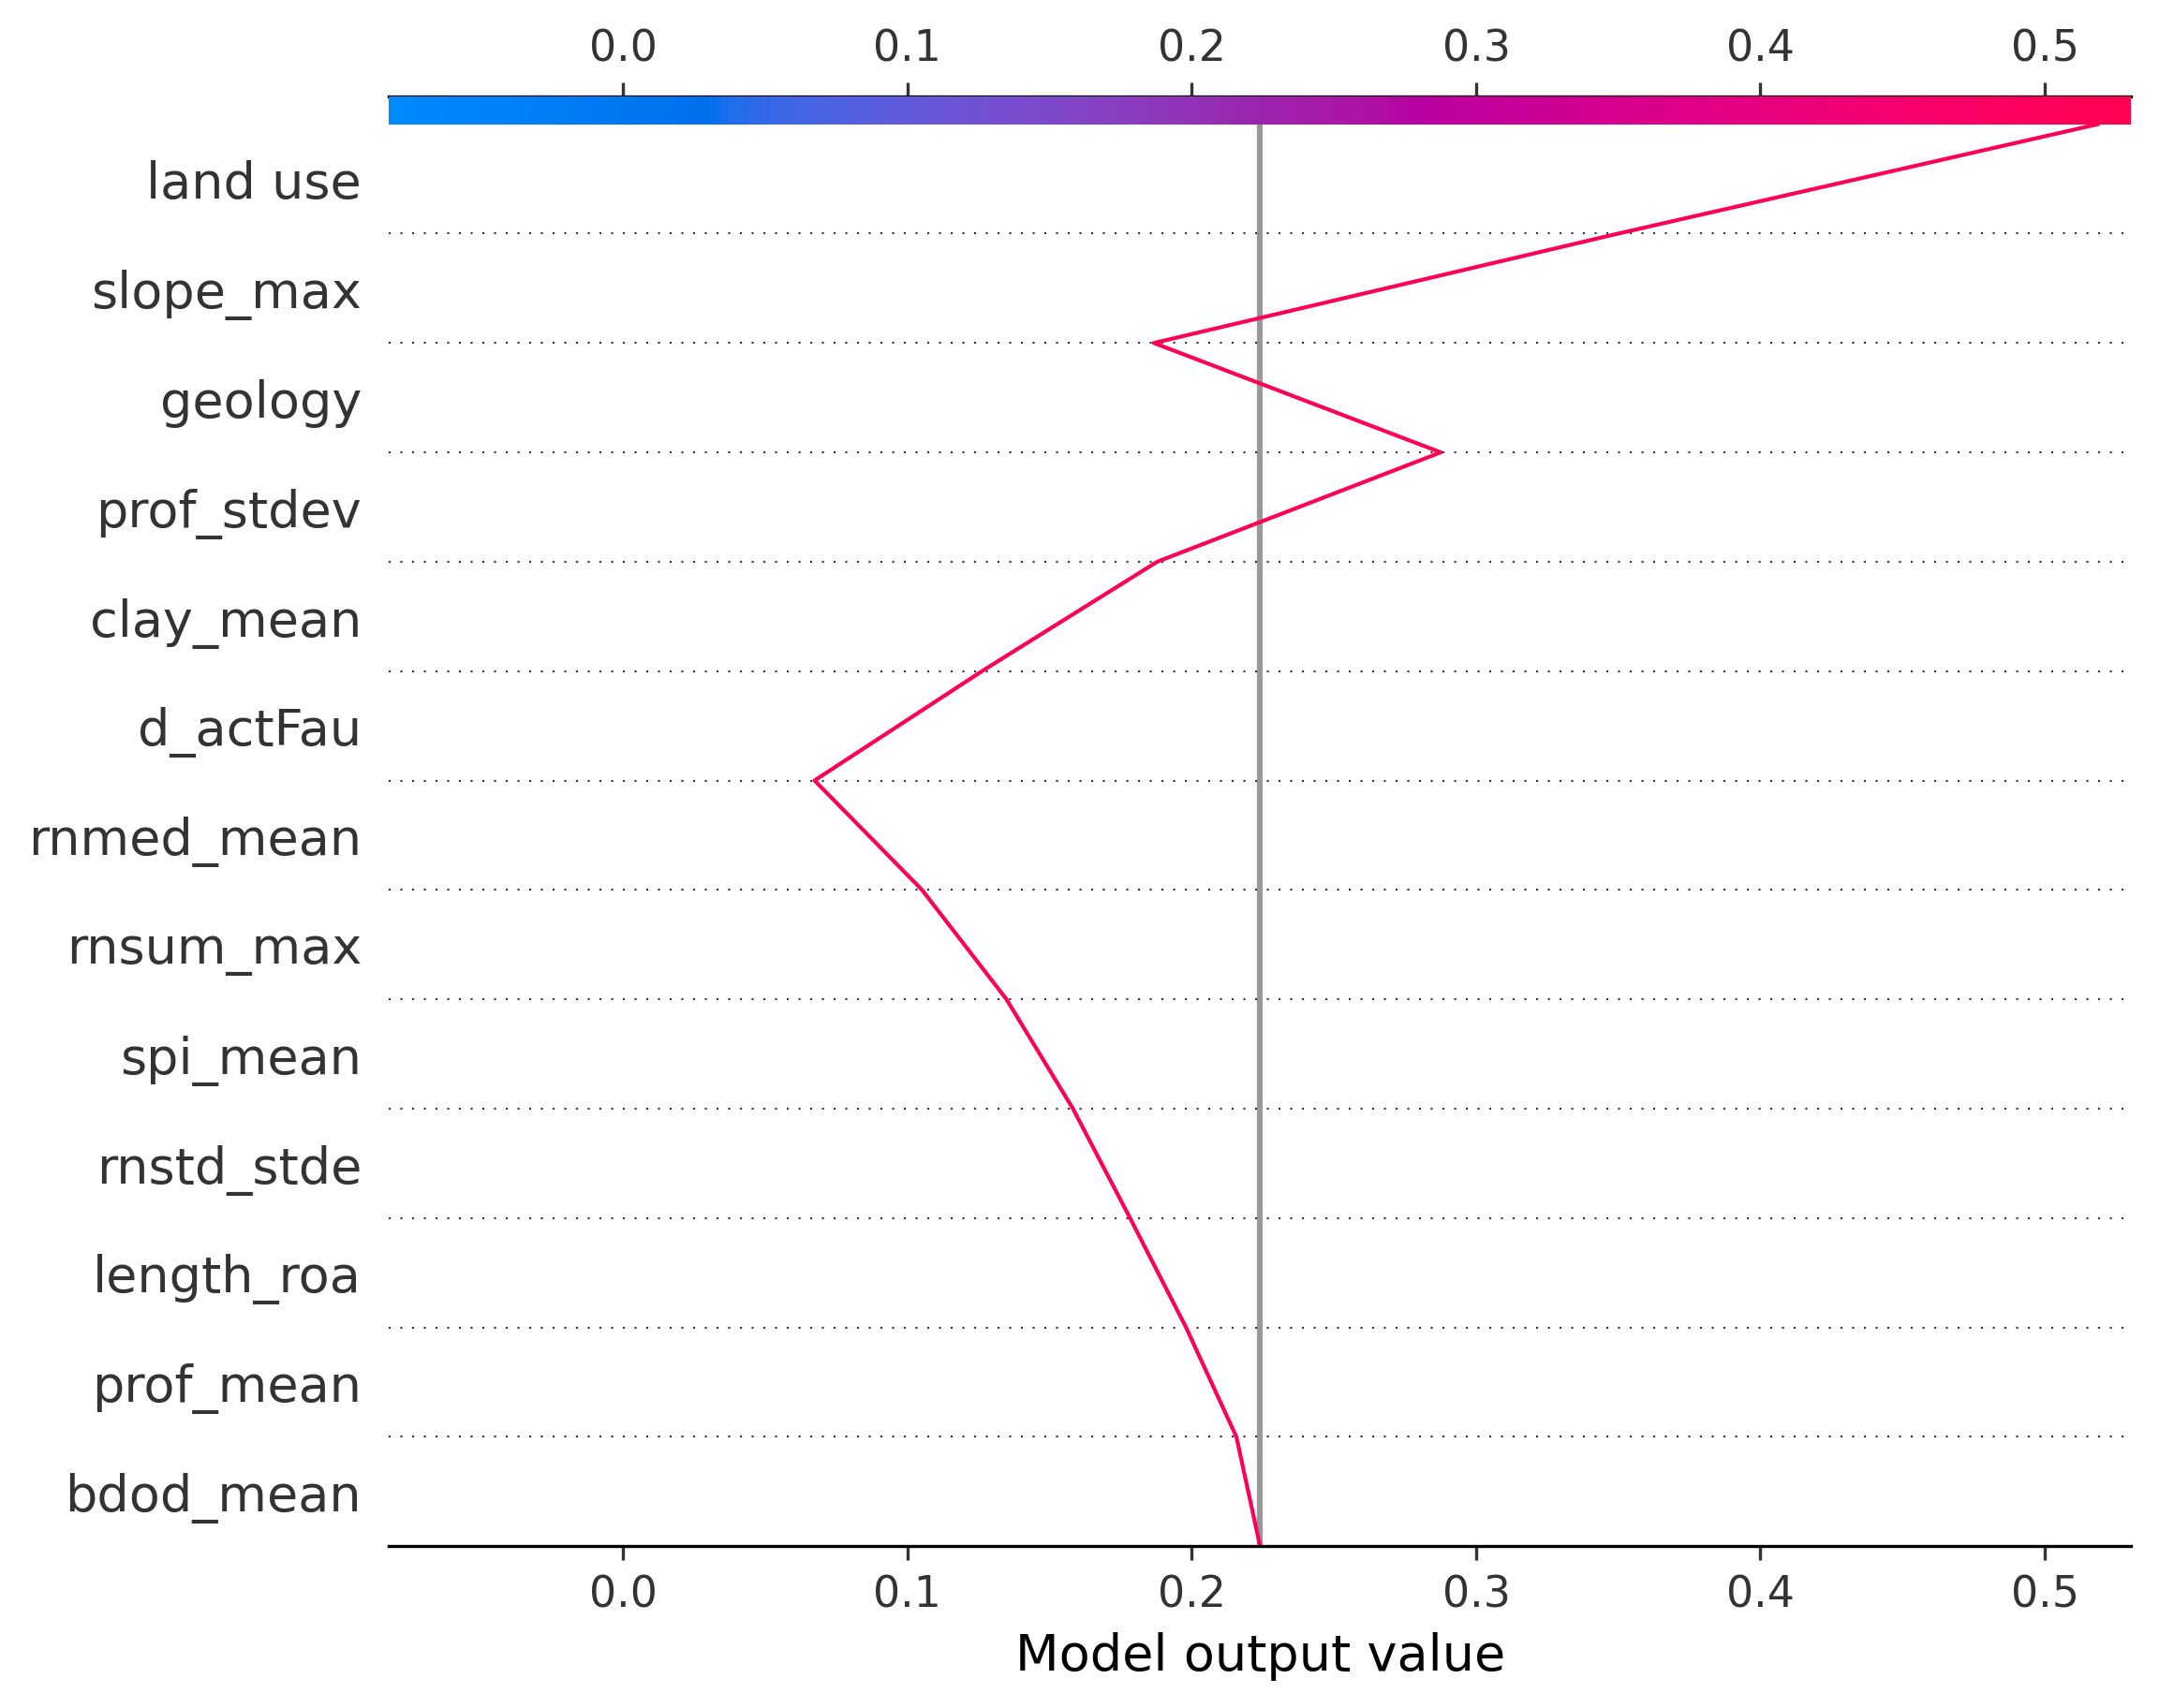 0.0 0.1 0.2 0.3 0.4 0.5
land use
slope_max
geology
prof_stdev
clay_mean
d_actFau
rnmed_mean
rnsum_max
spi_mean
rnstd_stde
length_roa
prof_mean
bdod_mean
0.0 0.1 0.2 0.3 0.4 0.5
Model output value